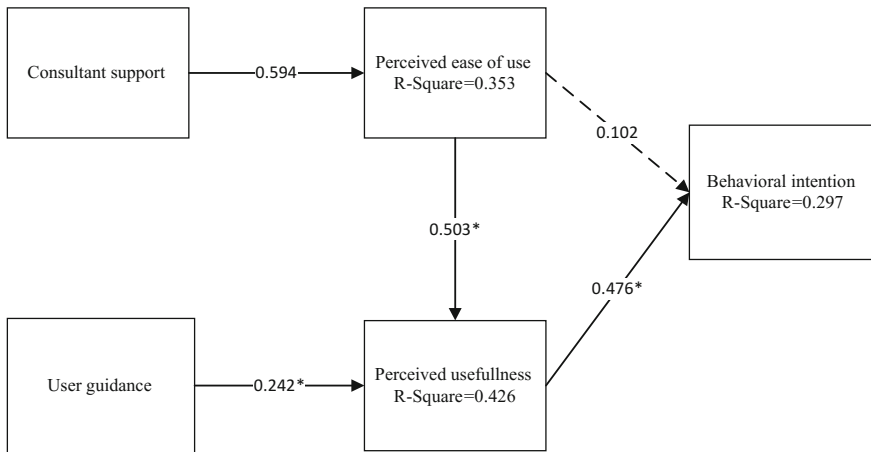 Consultant support
0.594
Perceived ease of use
R-Square=0.353
0.102
Behavioral intention
R-Square=0.297
0.503*
0.476*
User guidance
0.242*
Perceived usefullness
R-Square=0.426